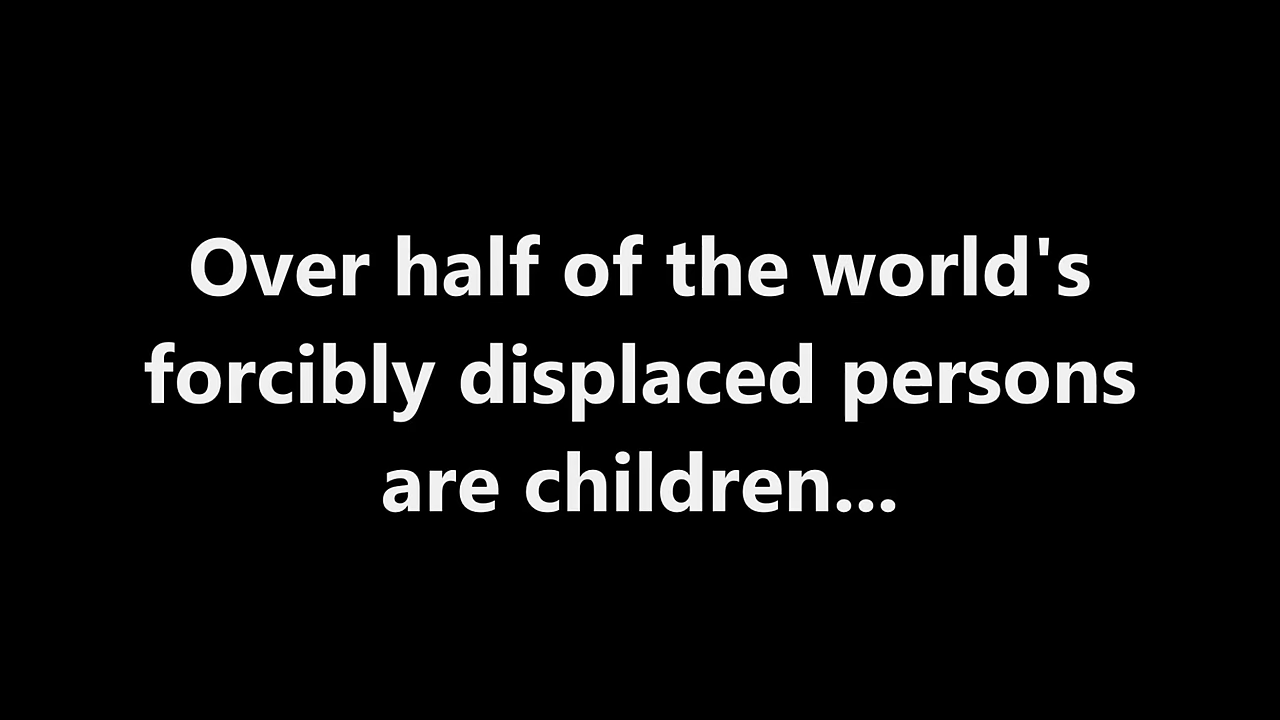 Over half of the world's
forcibly displaced persons
are children...